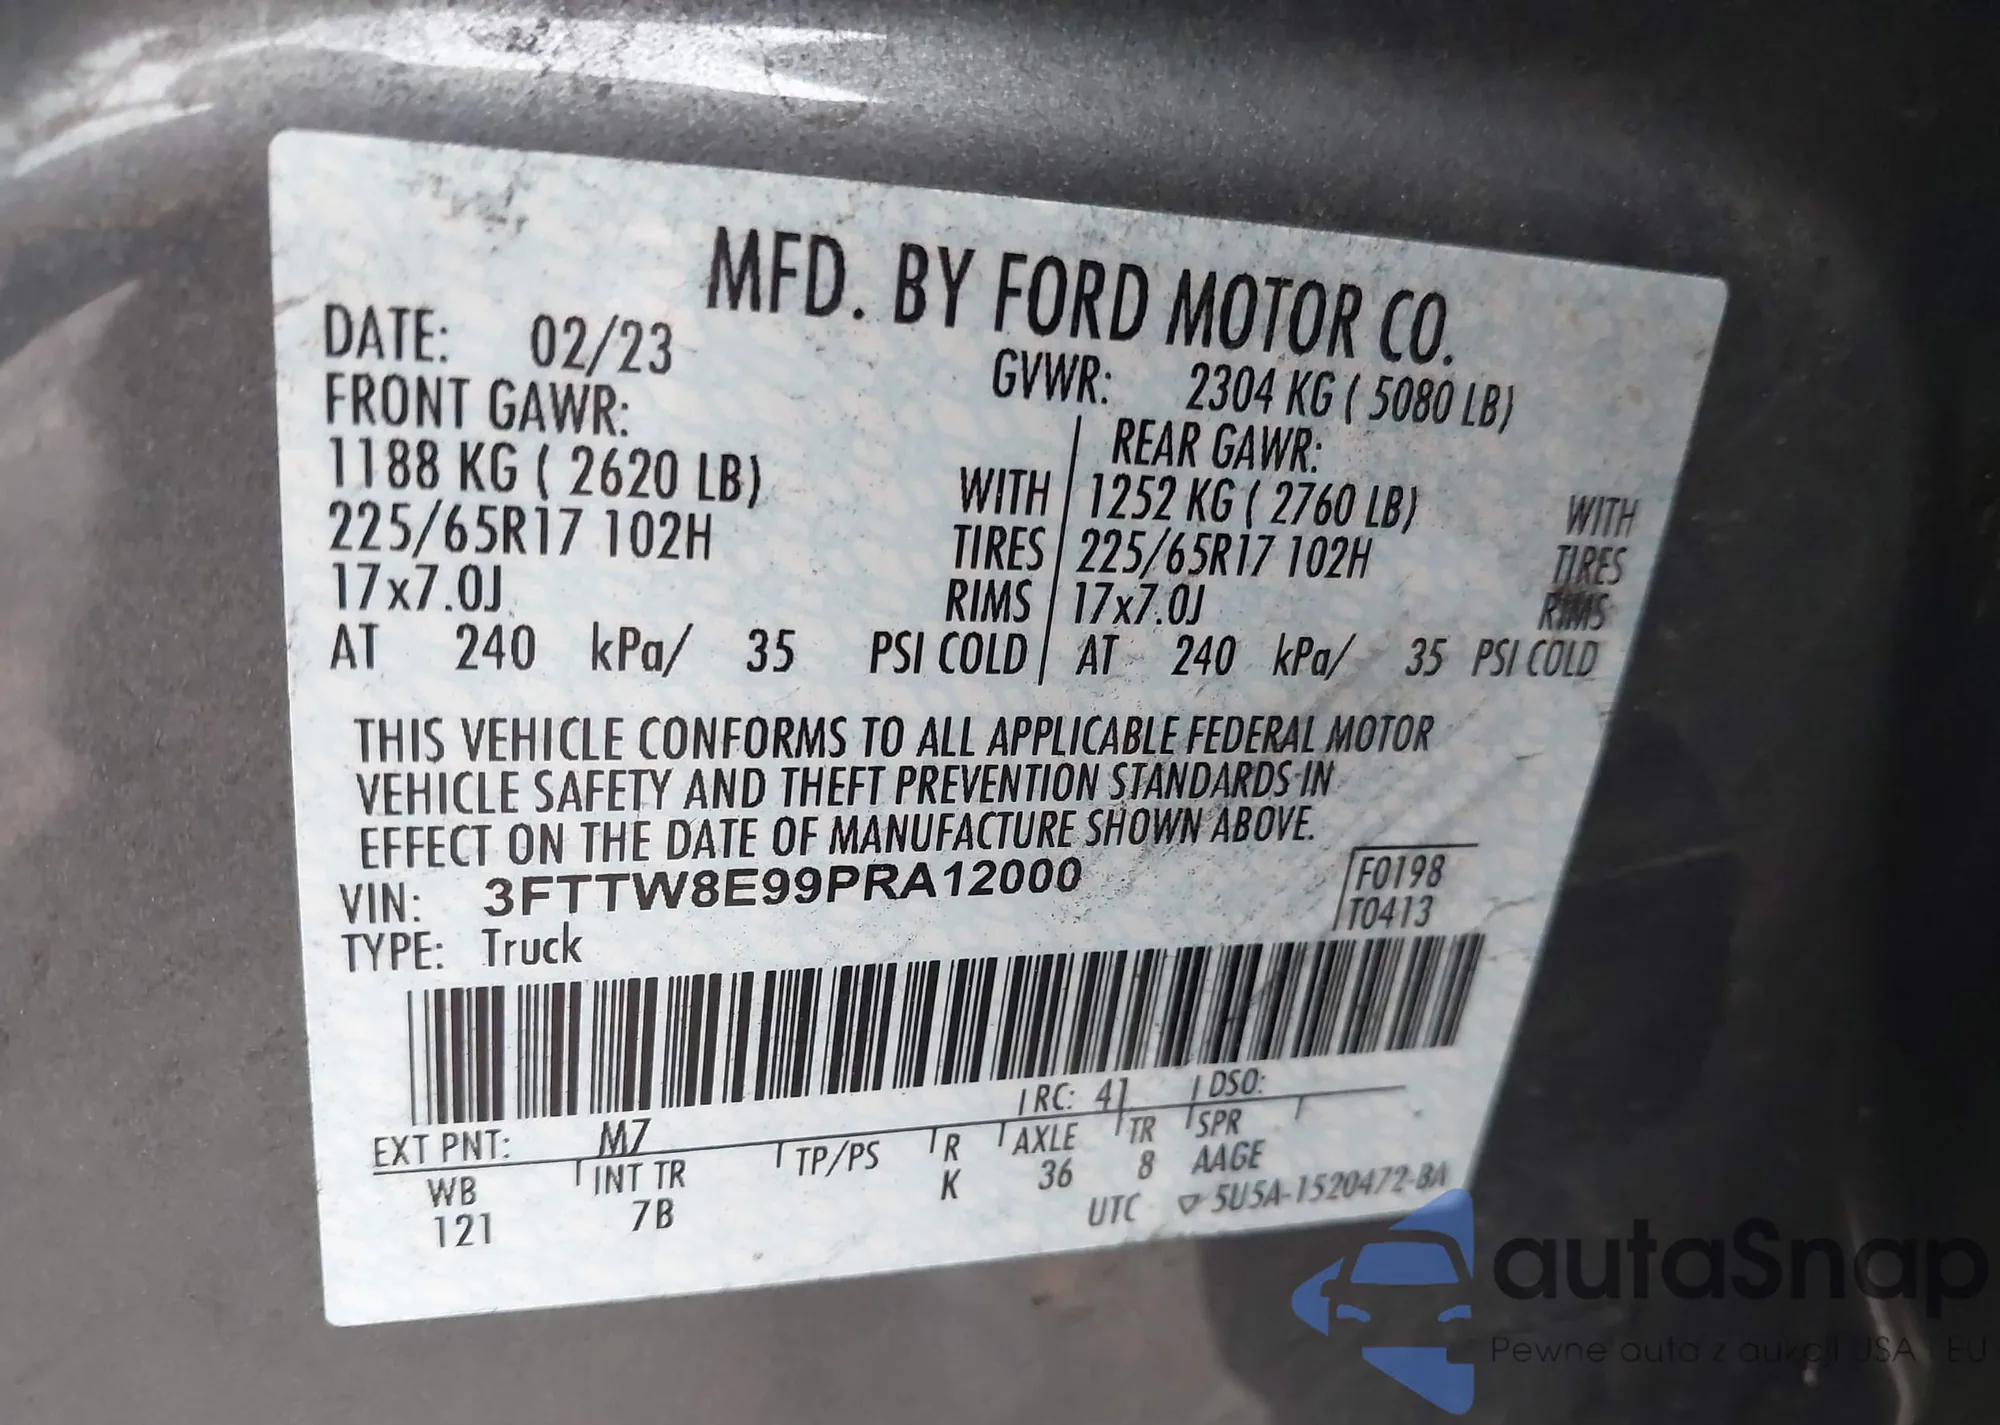 MFD. BY FORD MOTOR CO.
DATE: 02/23
GVWR: 2304 KG ( 5080 LB)
FRONT GAWR:
REAR GAWR:
1188 KG ( 2620 LB) WITH
1252 KG ( 2760 LB) WITH
225/65R17 102H TIRES
225/65R17 102H TIRES
17x7.0J RIMS
17x7.0J RIMS
AT 240 kPa/ 35 PSI COLD
AT 240 kPa/ 35 PSI COLD
THIS VEHICLE CONFORMS TO ALL APPLICABLE FEDERAL MOTOR
VEHICLE SAFETY AND THEFT PREVENTION STANDARDS IN
EFFECT ON THE DATE OF MANUFACTURE SHOWN ABOVE.
VIN: 3FTTW8E99PRA12000
F0198
T0413
TYPE: Truck
EXT PNT: M7 RC: 41 DSO:
WB INT TR TP/PS R AXLE TR SPR
121 7B K 36 8 AAGE
UTC 5U5A-1520472-BA
autaSnap
Pewne auta z aukcji USA i EU